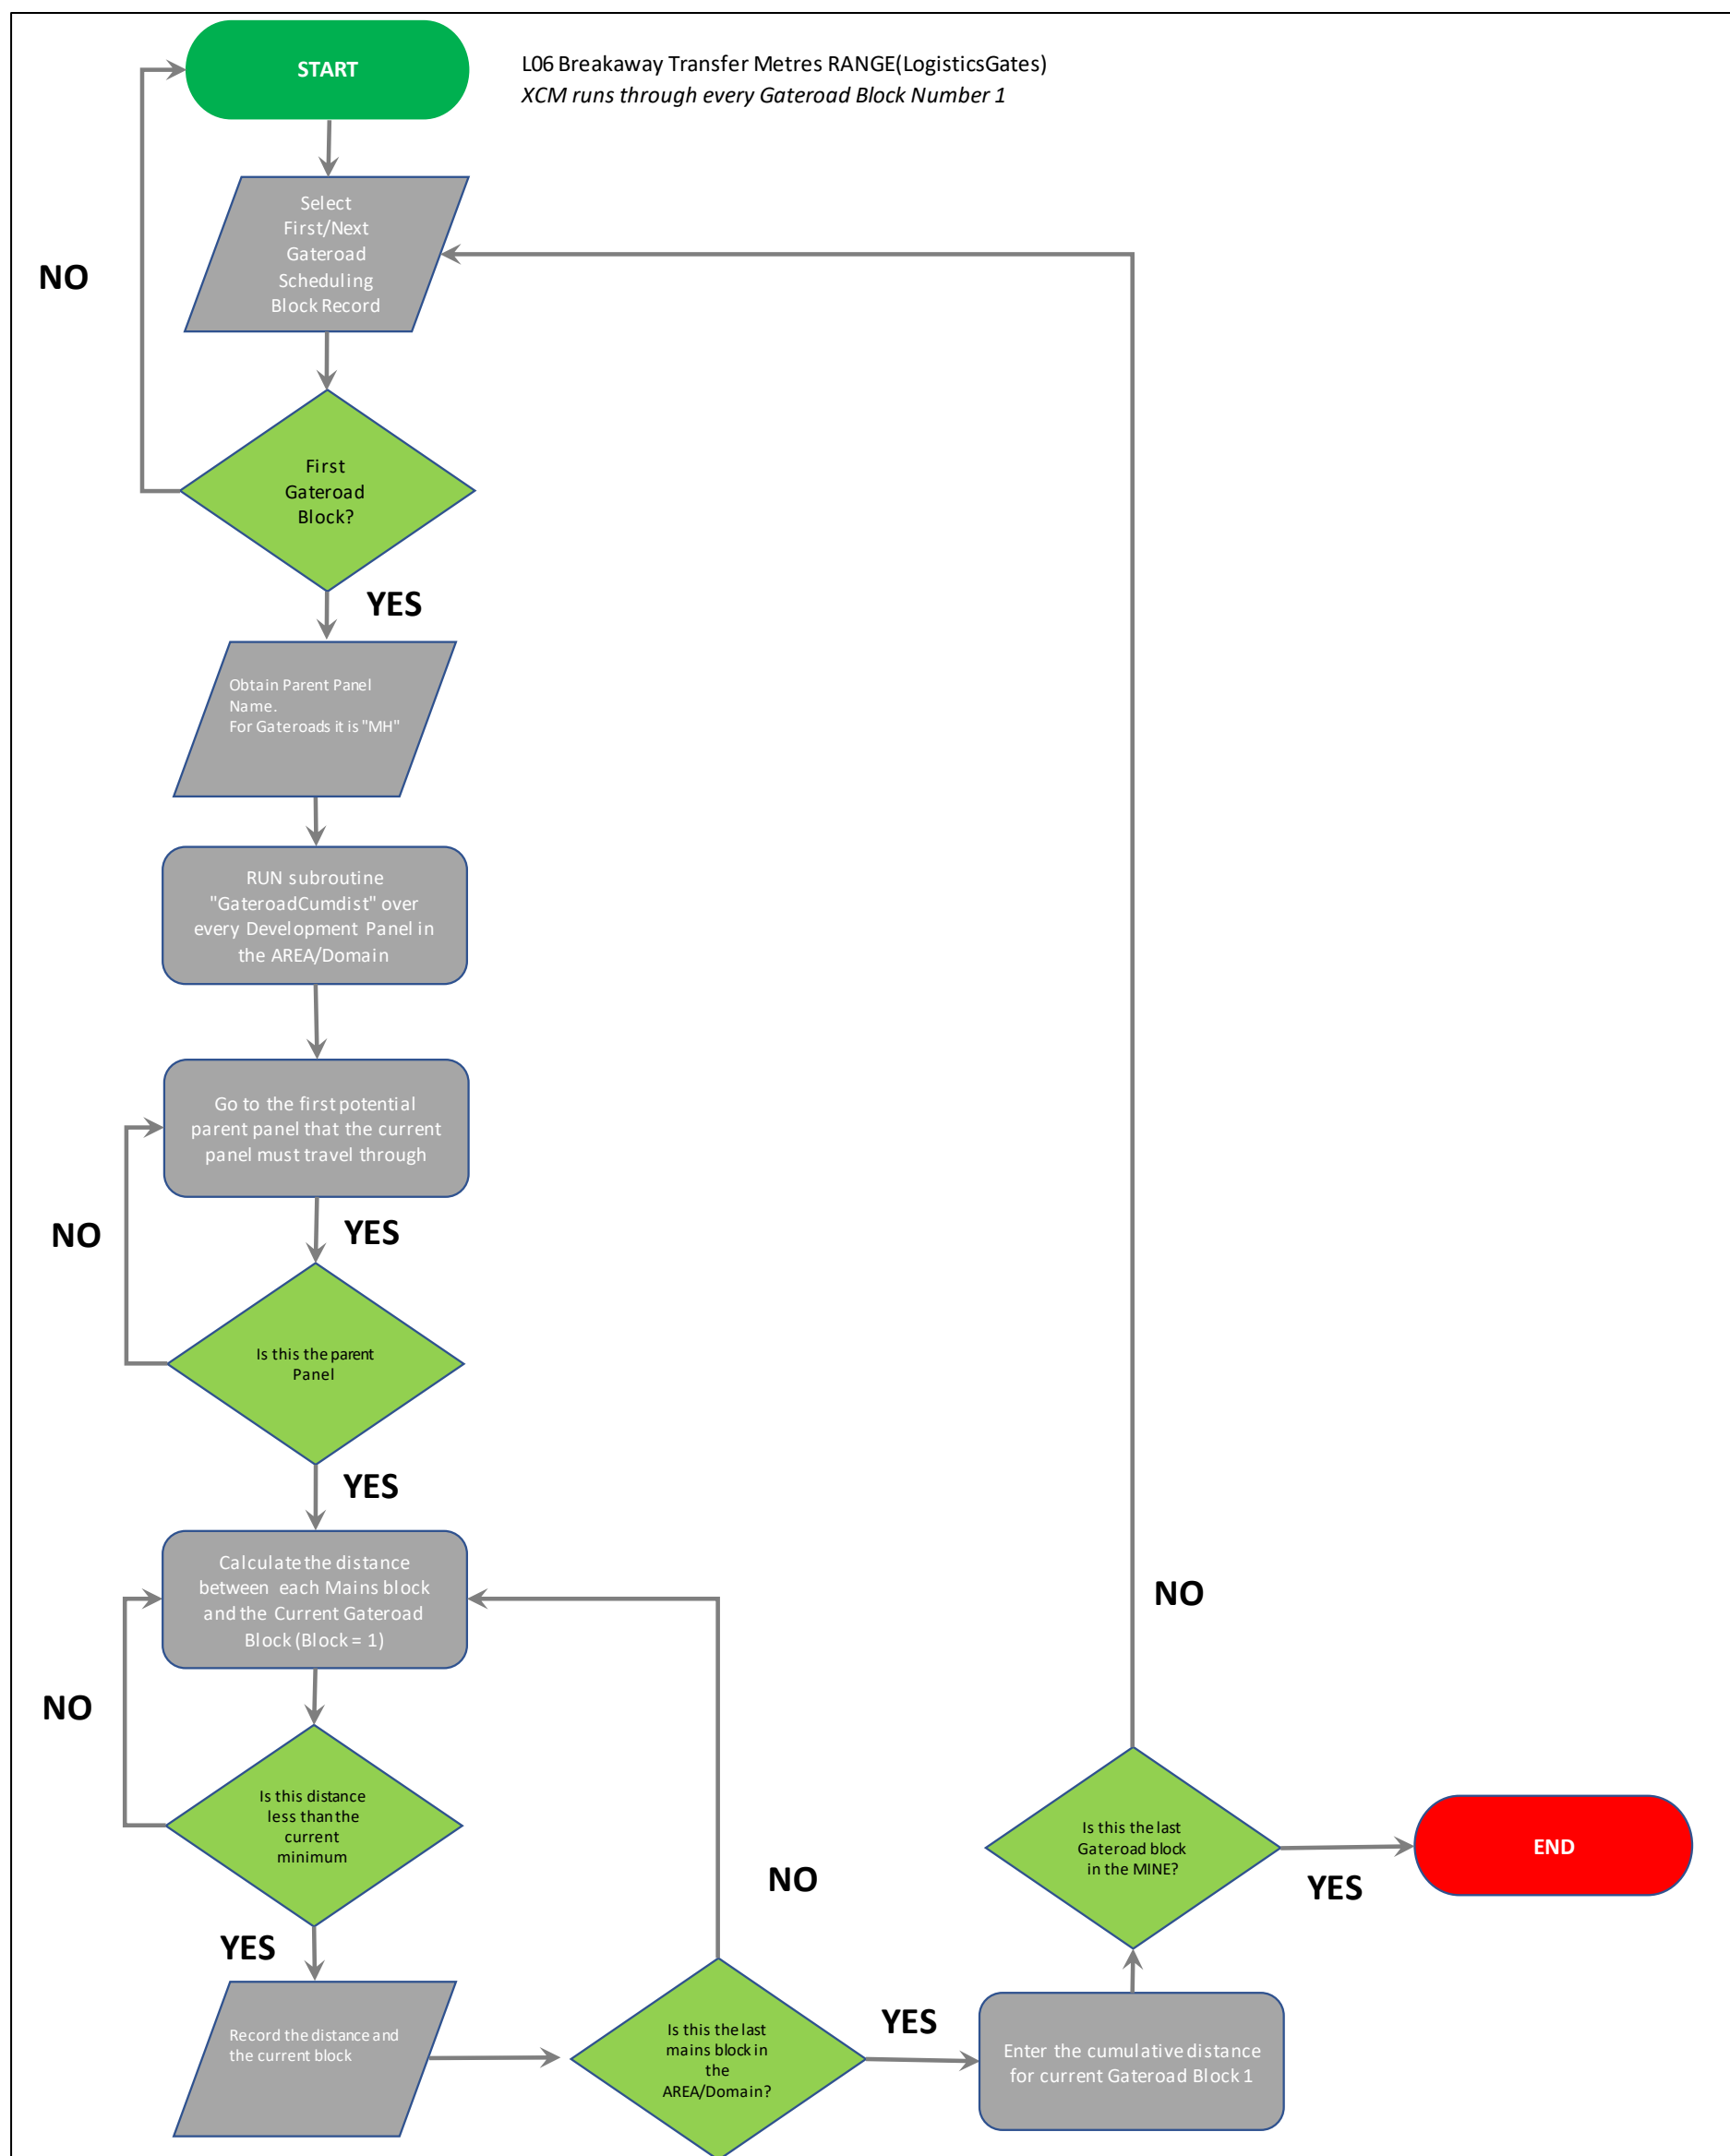 START
L06 Breakaway Transfer Metres RANGE(LogisticsGates)
XCM runs through every Gateroad Block Number 1
Select
First/Next
Gateroad
Scheduling
Block Record
NO
First
Gateroad
Block?
YES
Obtain Parent Panel
Name.
For Gateroads it is "MH"
RUN subroutine
"GateroadCumdist" over
every Development Panel in
the AREA/Domain
Go to the first potential
parent panel that the current
panel must travel through
YES
NO
Is this the parent
Panel
YES
Calculate the distance
between each Mains block
and the Current Gateroad
Block (Block = 1)
NO
NO
Is this distance
less than the
current
minimum
YES
Record the distance and
the current block
NO
Is this the last
mains block in
the
AREA/Domain?
YES
Enter the cumulative distance
for current Gateroad Block 1
Is this the last
Gateroad block
in the MINE?
YES
END